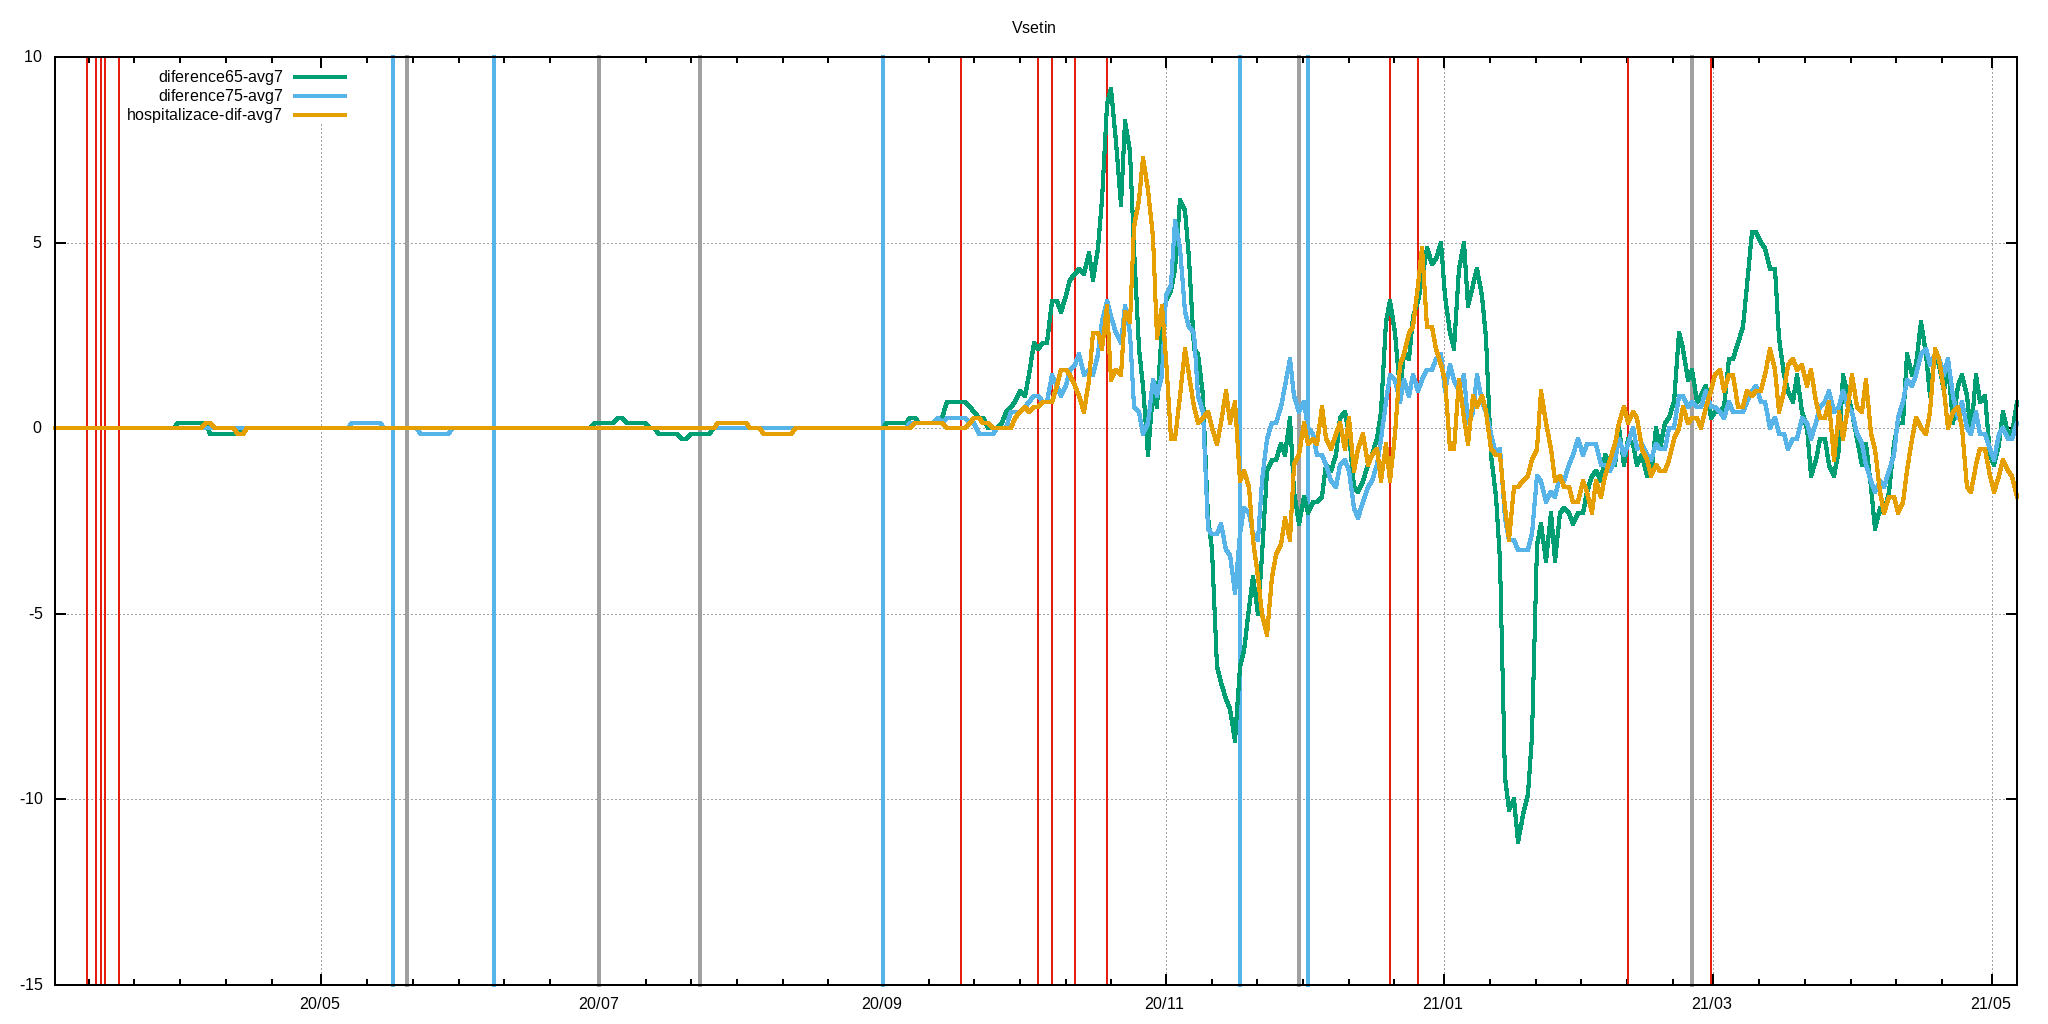 Vsetin
10
diference65-avg7
diference75-avg7
hospitalizace-dif-avg7
5
0
-5
-10
-15
20/05 20/07 20/09 20/11 21/01 21/03 21/05